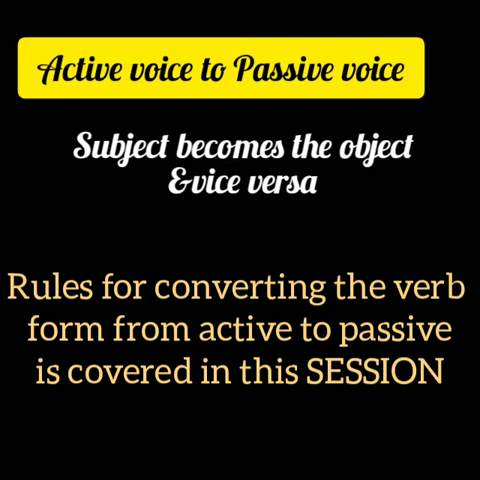 Active voice to Passive voice
Subject becomes the object
&vice versa
Rules for converting the verb
form from active to passive
is covered in this SESSION